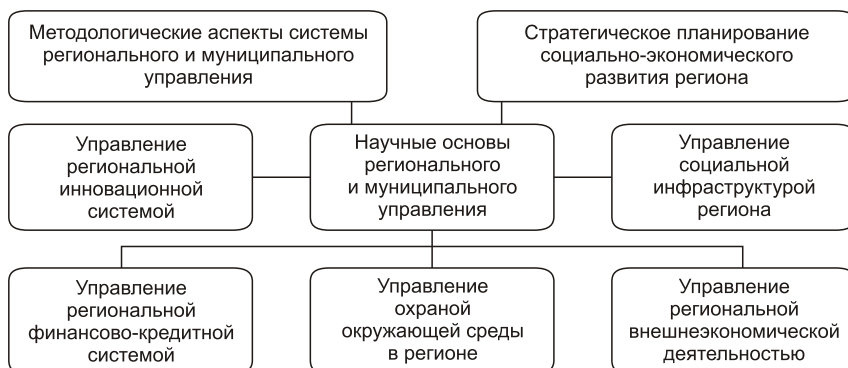 Методологические аспекты системы
регионального и муниципального
управления
Стратегическое планирование
социально-экономического
развития региона
Управление
региональной
инновационной
системой
Научные основы
регионального
и муниципального
управления
Управление
социальной
инфраструктурой
региона
Управление
региональной
финансово-кредитной
системой
Управление
охраной
окружающей среды
в регионе
Управление
региональной
внешнеэкономической
деятельностью